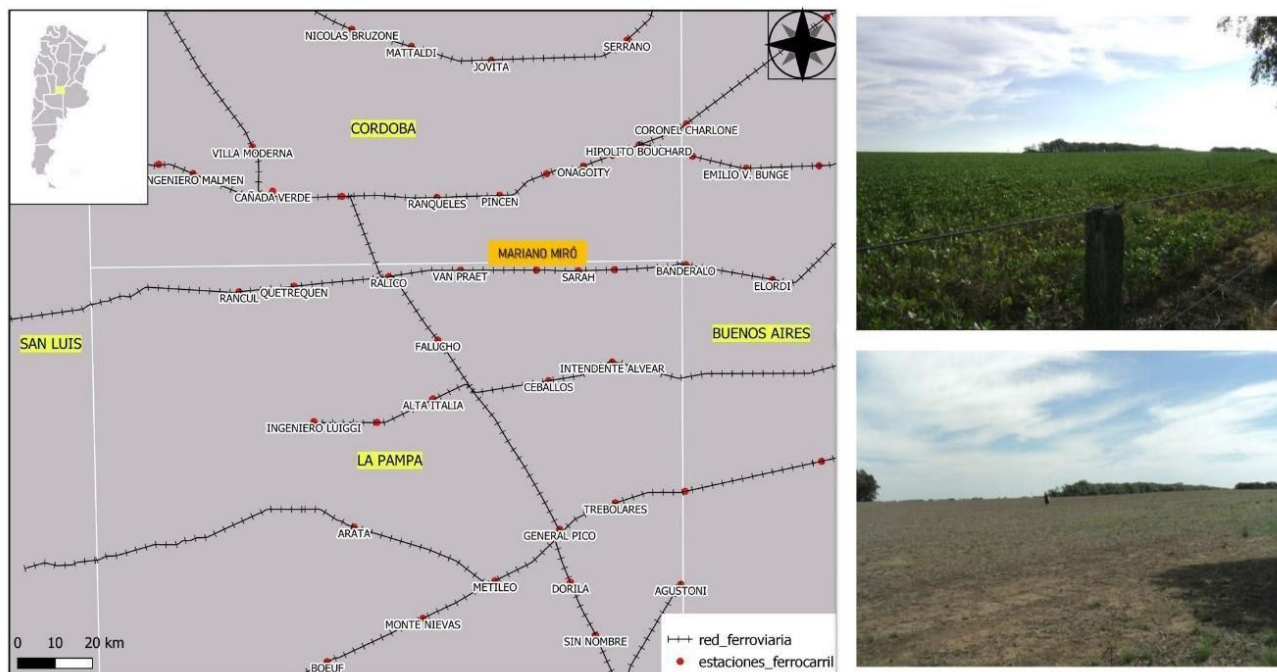 NICOLAS BRUZONE
MATTALDI
SERRANO
JOVITA
CORDOBA
CORONEL CHARLONE
VILLA MODERNA
HIPOLITO BOUCHARD
NGENIERO MALMEN
ONAGOITY
EMILIO V. BUNGE
CAÑADA VERDE
RANQUELES
PINCEN
MARIANO MIRÓ
VAN PRAET
SARAH
BANDERALO
RALICO
ELORDI
RANCUL
QUETREQUEN
SAN LUIS
BUENOS AIRES
FALUCHO
INTENDENTE ALVEAR
CEBALLOS
ALTA ITALIA
INGENIERO LUIGGI
LA PAMPA
TREBOLARES
ARATA
GENERAL PICO
METILEO
DORILA
AGUSTONI
MONTE NIEVAS
SIN NOMBRE
BOEUF
0 10 20 km
red_ferroviaria
estaciones_ferrocarril